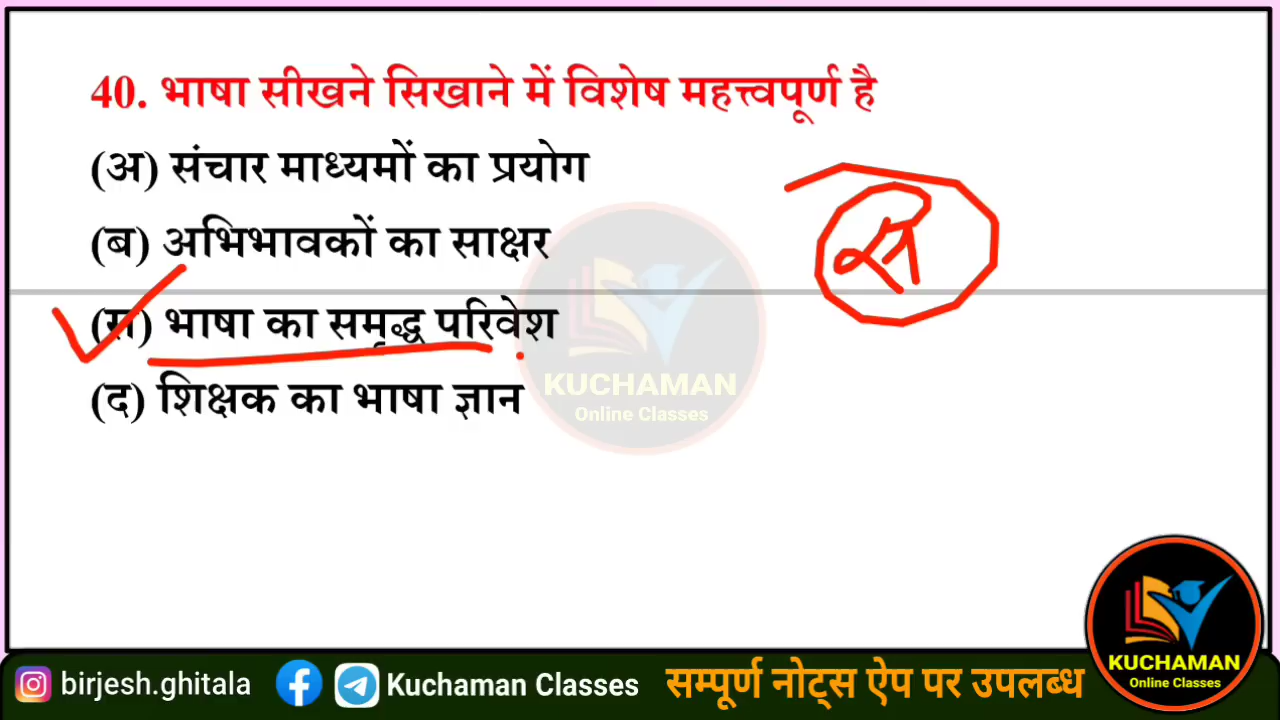 40. भाषा सीखने सिखाने में विशेष महत्त्वपूर्ण है
(अ) संचार माध्यमों का प्रयोग
(ब) अभिभावकों का साक्षर
(स) भाषा का समृद्ध परिवेश
(द) शिक्षक का भाषा ज्ञान
स
KUCHAMAN
Online Classes
birjesh.ghitala
Kuchaman Classes
सम्पूर्ण नोट्स ऐप पर उपलब्ध
KUCHAMAN
Online Classes